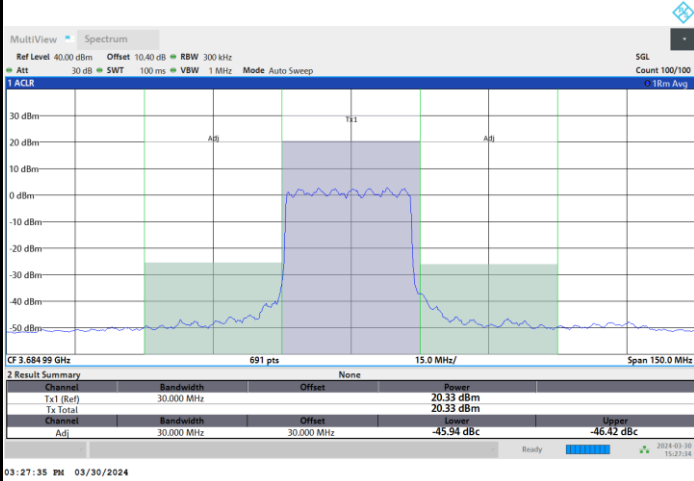 MultiView Spectrum
Ref Level 40.00 dBm Offset 10.40 dB RBW 300 kHz SGL
Att 30 dB SWT 100 ms VBW 1 MHz Mode Auto Sweep Count 100/100
1 ACLR 1Rm Avg
Tx1
30 dBm
Adj Adj
20 dBm
10 dBm
0 dBm
-10 dBm
-20 dBm
-30 dBm
-40 dBm
-50 dBm
CF 3.684 99 GHz 691 pts 15.0 MHz/ Span 150.0 MHz
2 Result Summary None
Channel Bandwidth Offset Power
Tx1 (Ref) 30.000 MHz 20.33 dBm
Tx Total 20.33 dBm
Channel Bandwidth Offset Lower Upper
Adj 30.000 MHz 30.000 MHz -45.94 dBc -46.42 dBc
Ready 2024-03-30
15:27:34
03:27:35 PM 03/30/2024